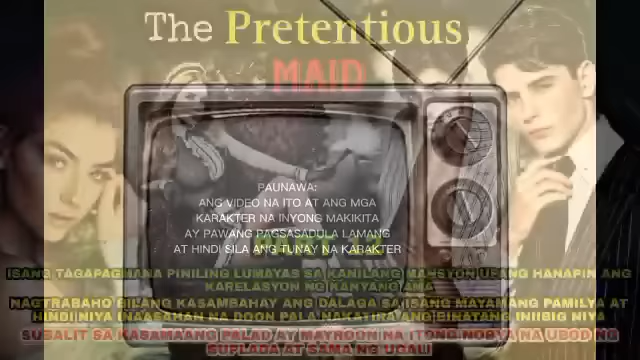 The Pretentious
MAID
PAUNAWA:
ANG VIDEO NA ITO AT ANG MGA
KARAKTER NA INYONG MAKIKITA
AY PAWANG PAGSASADULA LAMANG
AT HINDI SILA ANG TUNAY NA KARAKTER
ISANG TAGAPAGMANA PINILING LUMAYAS SA KANILANG MANSYON UPANG HANAPIN ANG
KARELASYON NG KANYANG AMA
NAGTRABAHO BILANG KASAMBAHAY ANG DALAGA SA ISANG MAYAMANG PAMILYA AT
HINDI NIYA INAASAHAN NA DOON PALA NAKATIRA ANG BINATANG INIIBIG NIYA
SUBALIT SA KASAMAANG PALAD AY MAYROON NA ITONG NOBYA NA UBOD NG
SUPLADA AT SAMA NG UGALI